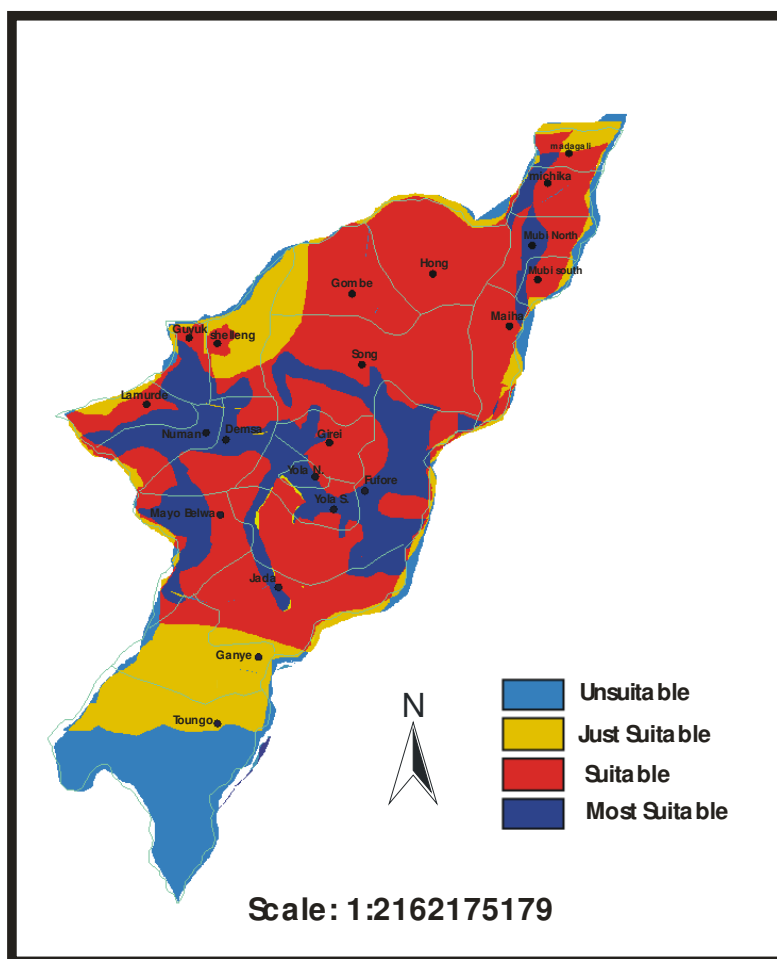 madagali
michika
Mubi North
Mubi south
Hong
Gombe
Maiha
Guyuk
shelleng
Song
Lamurde
Numan
Demsa
Girei
Yola N.
Fufore
Yola S.
Mayo Belwa
Jada
Ganye
Toungo
N
Unsuitable
Just Suitable
Suitable
Most Suitable
Scale: 1:2162175179